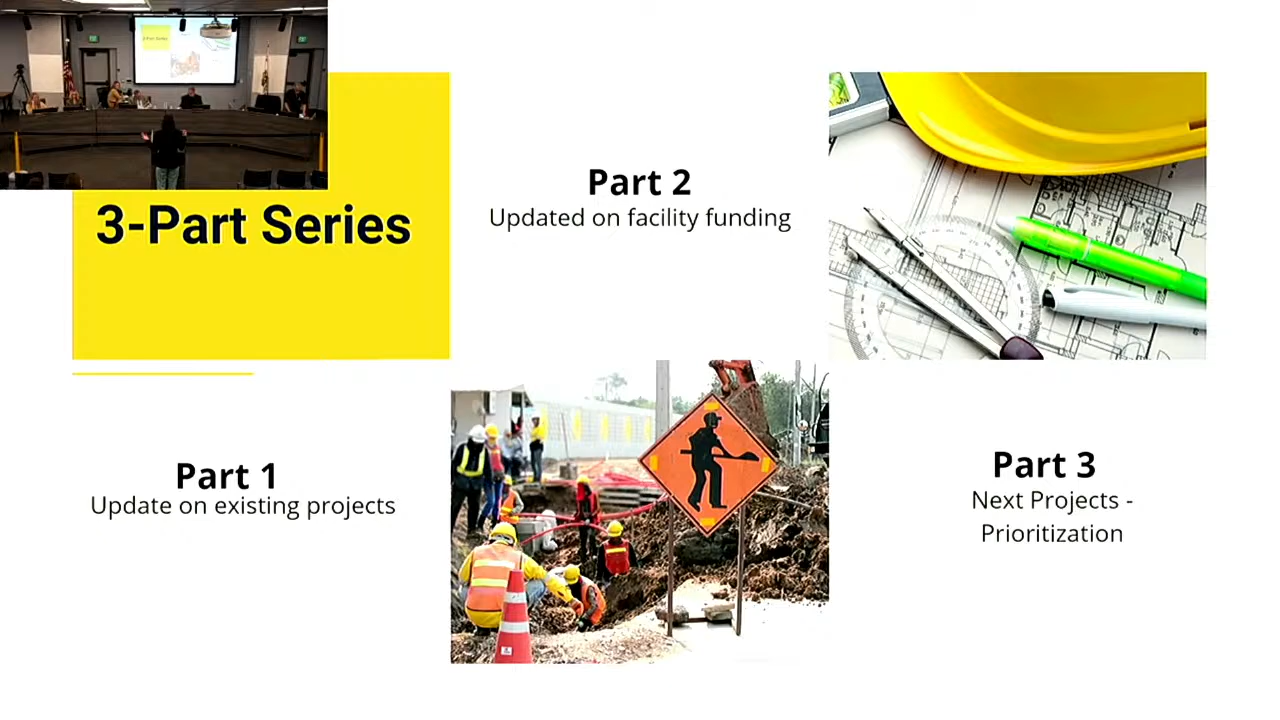 3-Part Series
Part 1
Update on existing projects
Part 2
Updated on facility funding
Part 3
Next Projects -
Prioritization